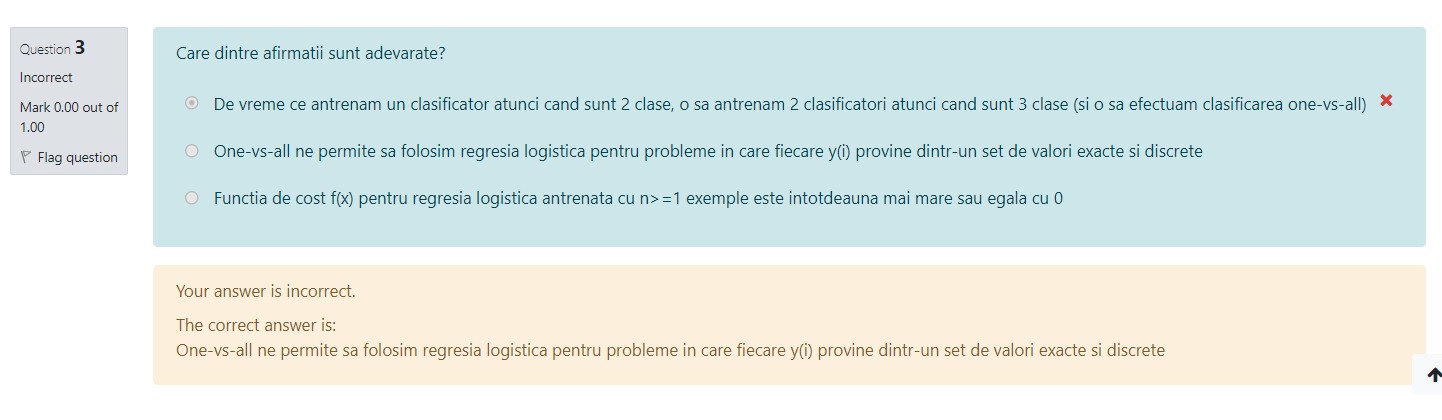 Question 3
Incorrect
Mark 0.00 out of
1.00
Flag question
Care dintre afirmatii sunt adevarate?
De vreme ce antrenam un clasificator atunci cand sunt 2 clase, o sa antrenam 2 clasificatori atunci cand sunt 3 clase (si o sa efectuam clasificarea one-vs-all)
One-vs-all ne permite sa folosim regresia logistica pentru probleme in care fiecare y(i) provine dintr-un set de valori exacte si discrete
Functia de cost f(x) pentru regresia logistica antrenata cu n>=1 exemple este intotdeauna mai mare sau egala cu 0
Your answer is incorrect.
The correct answer is:
One-vs-all ne permite sa folosim regresia logistica pentru probleme in care fiecare y(i) provine dintr-un set de valori exacte si discrete